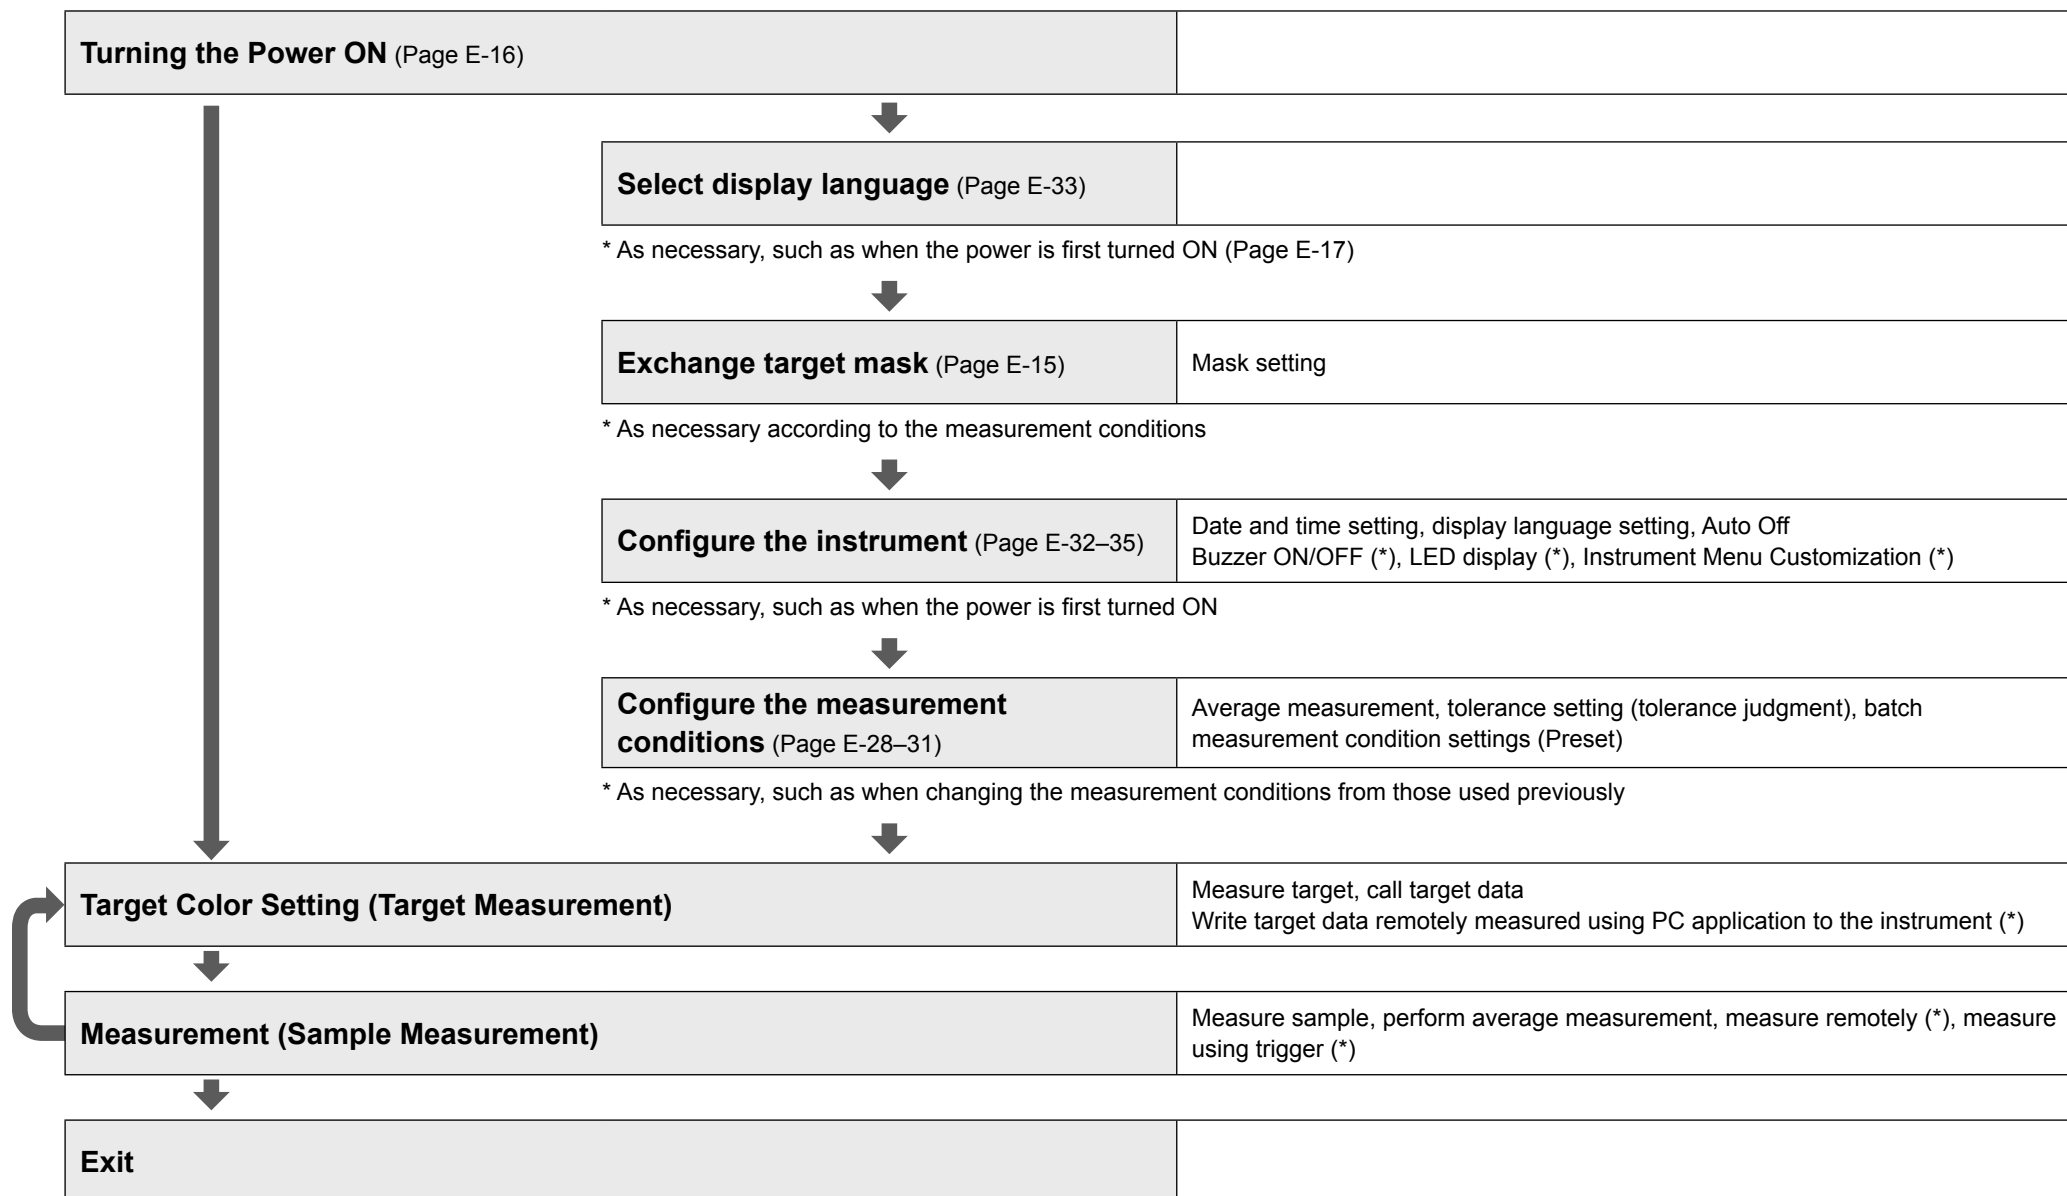 Turning the Power ON (Page E-16)
Select display language (Page E-33)
* As necessary, such as when the power is first turned ON (Page E-17)
Exchange target mask (Page E-15)
Mask setting
* As necessary according to the measurement conditions
Configure the instrument (Page E-32–35)
Date and time setting, display language setting, Auto Off
Buzzer ON/OFF (*), LED display (*), Instrument Menu Customization (*)
* As necessary, such as when the power is first turned ON
Configure the measurement
conditions (Page E-28–31)
Average measurement, tolerance setting (tolerance judgment), batch
measurement condition settings (Preset)
* As necessary, such as when changing the measurement conditions from those used previously
Target Color Setting (Target Measurement)
Measure target, call target data
Write target data remotely measured using PC application to the instrument (*)
Measurement (Sample Measurement)
Measure sample, perform average measurement, measure remotely (*), measure
using trigger (*)
Exit